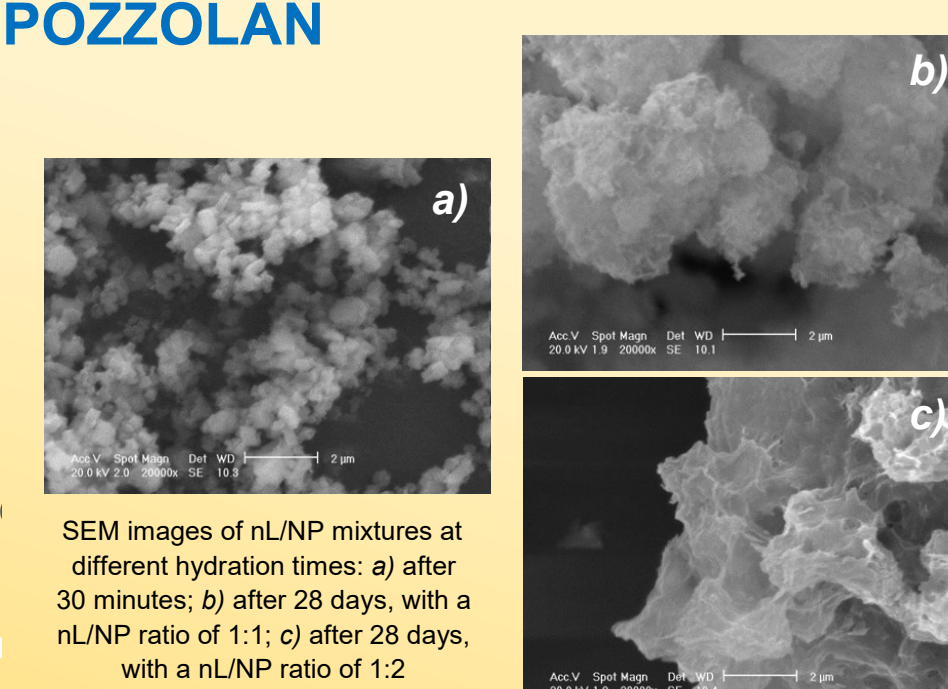 POZZOLAN
a)
Acc.V Spot Magn Det WD 2 µm
20.0 kV 2.0 20000x SE 10.3
SEM images of nL/NP mixtures at
different hydration times: a) after
30 minutes; b) after 28 days, with a
nL/NP ratio of 1:1; c) after 28 days,
with a nL/NP ratio of 1:2
b)
Acc.V Spot Magn Det WD 2 µm
20.0 kV 1.9 20000x SE 10.1
c)
Acc.V Spot Magn Det WD 2 µm